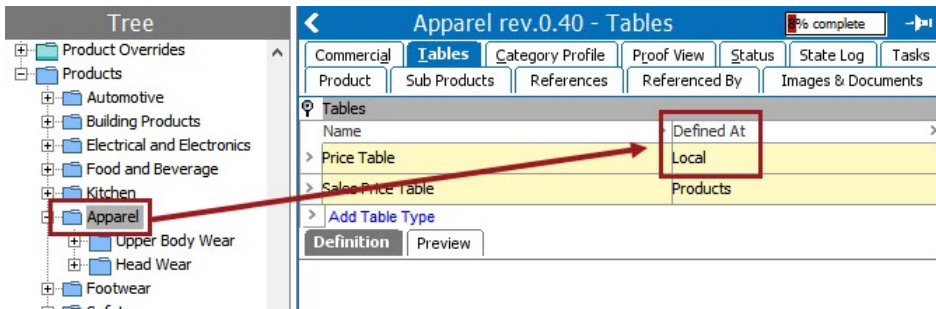 Tree
Product Overrides
Products
Automotive
Building Products
Electrical and Electronics
Food and Beverage
Kitchen
Apparel
Upper Body Wear
Head Wear
Footwear
Apparel rev.0.40 - Tables
6% complete
Commercial Tables Category Profile Proof View Status State Log Tasks
Product Sub Products References Referenced By Images & Documents
Tables
Name Defined At
Price Table Local
Sales Price Table Products
Add Table Type
Definition Preview